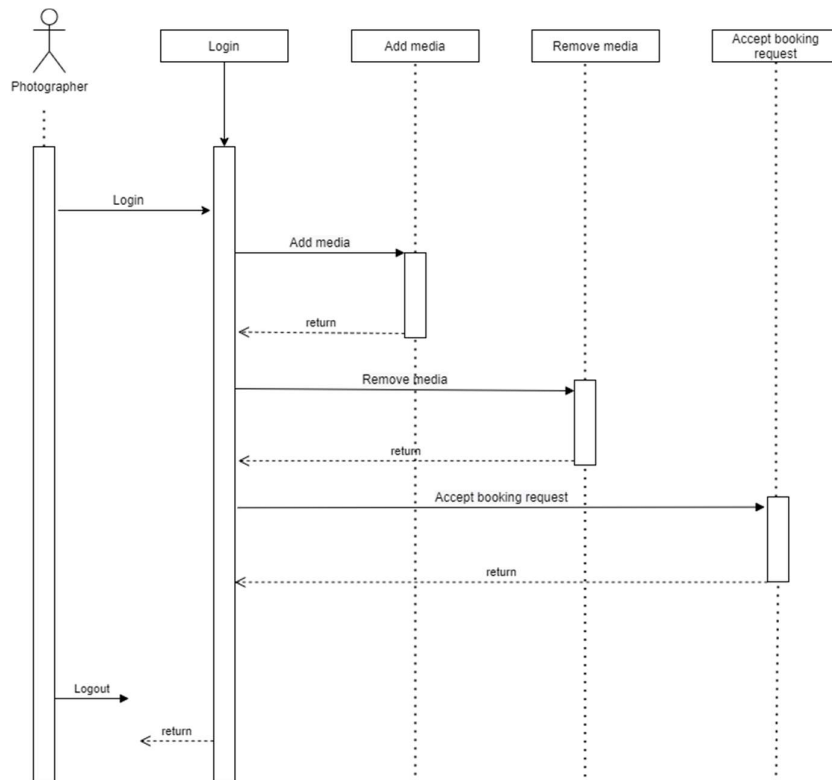 Login
Add media
Remove media
Accept booking
request
Photographer
Login
Add media
return
Remove media
return
Accept booking request
return
Logout
return